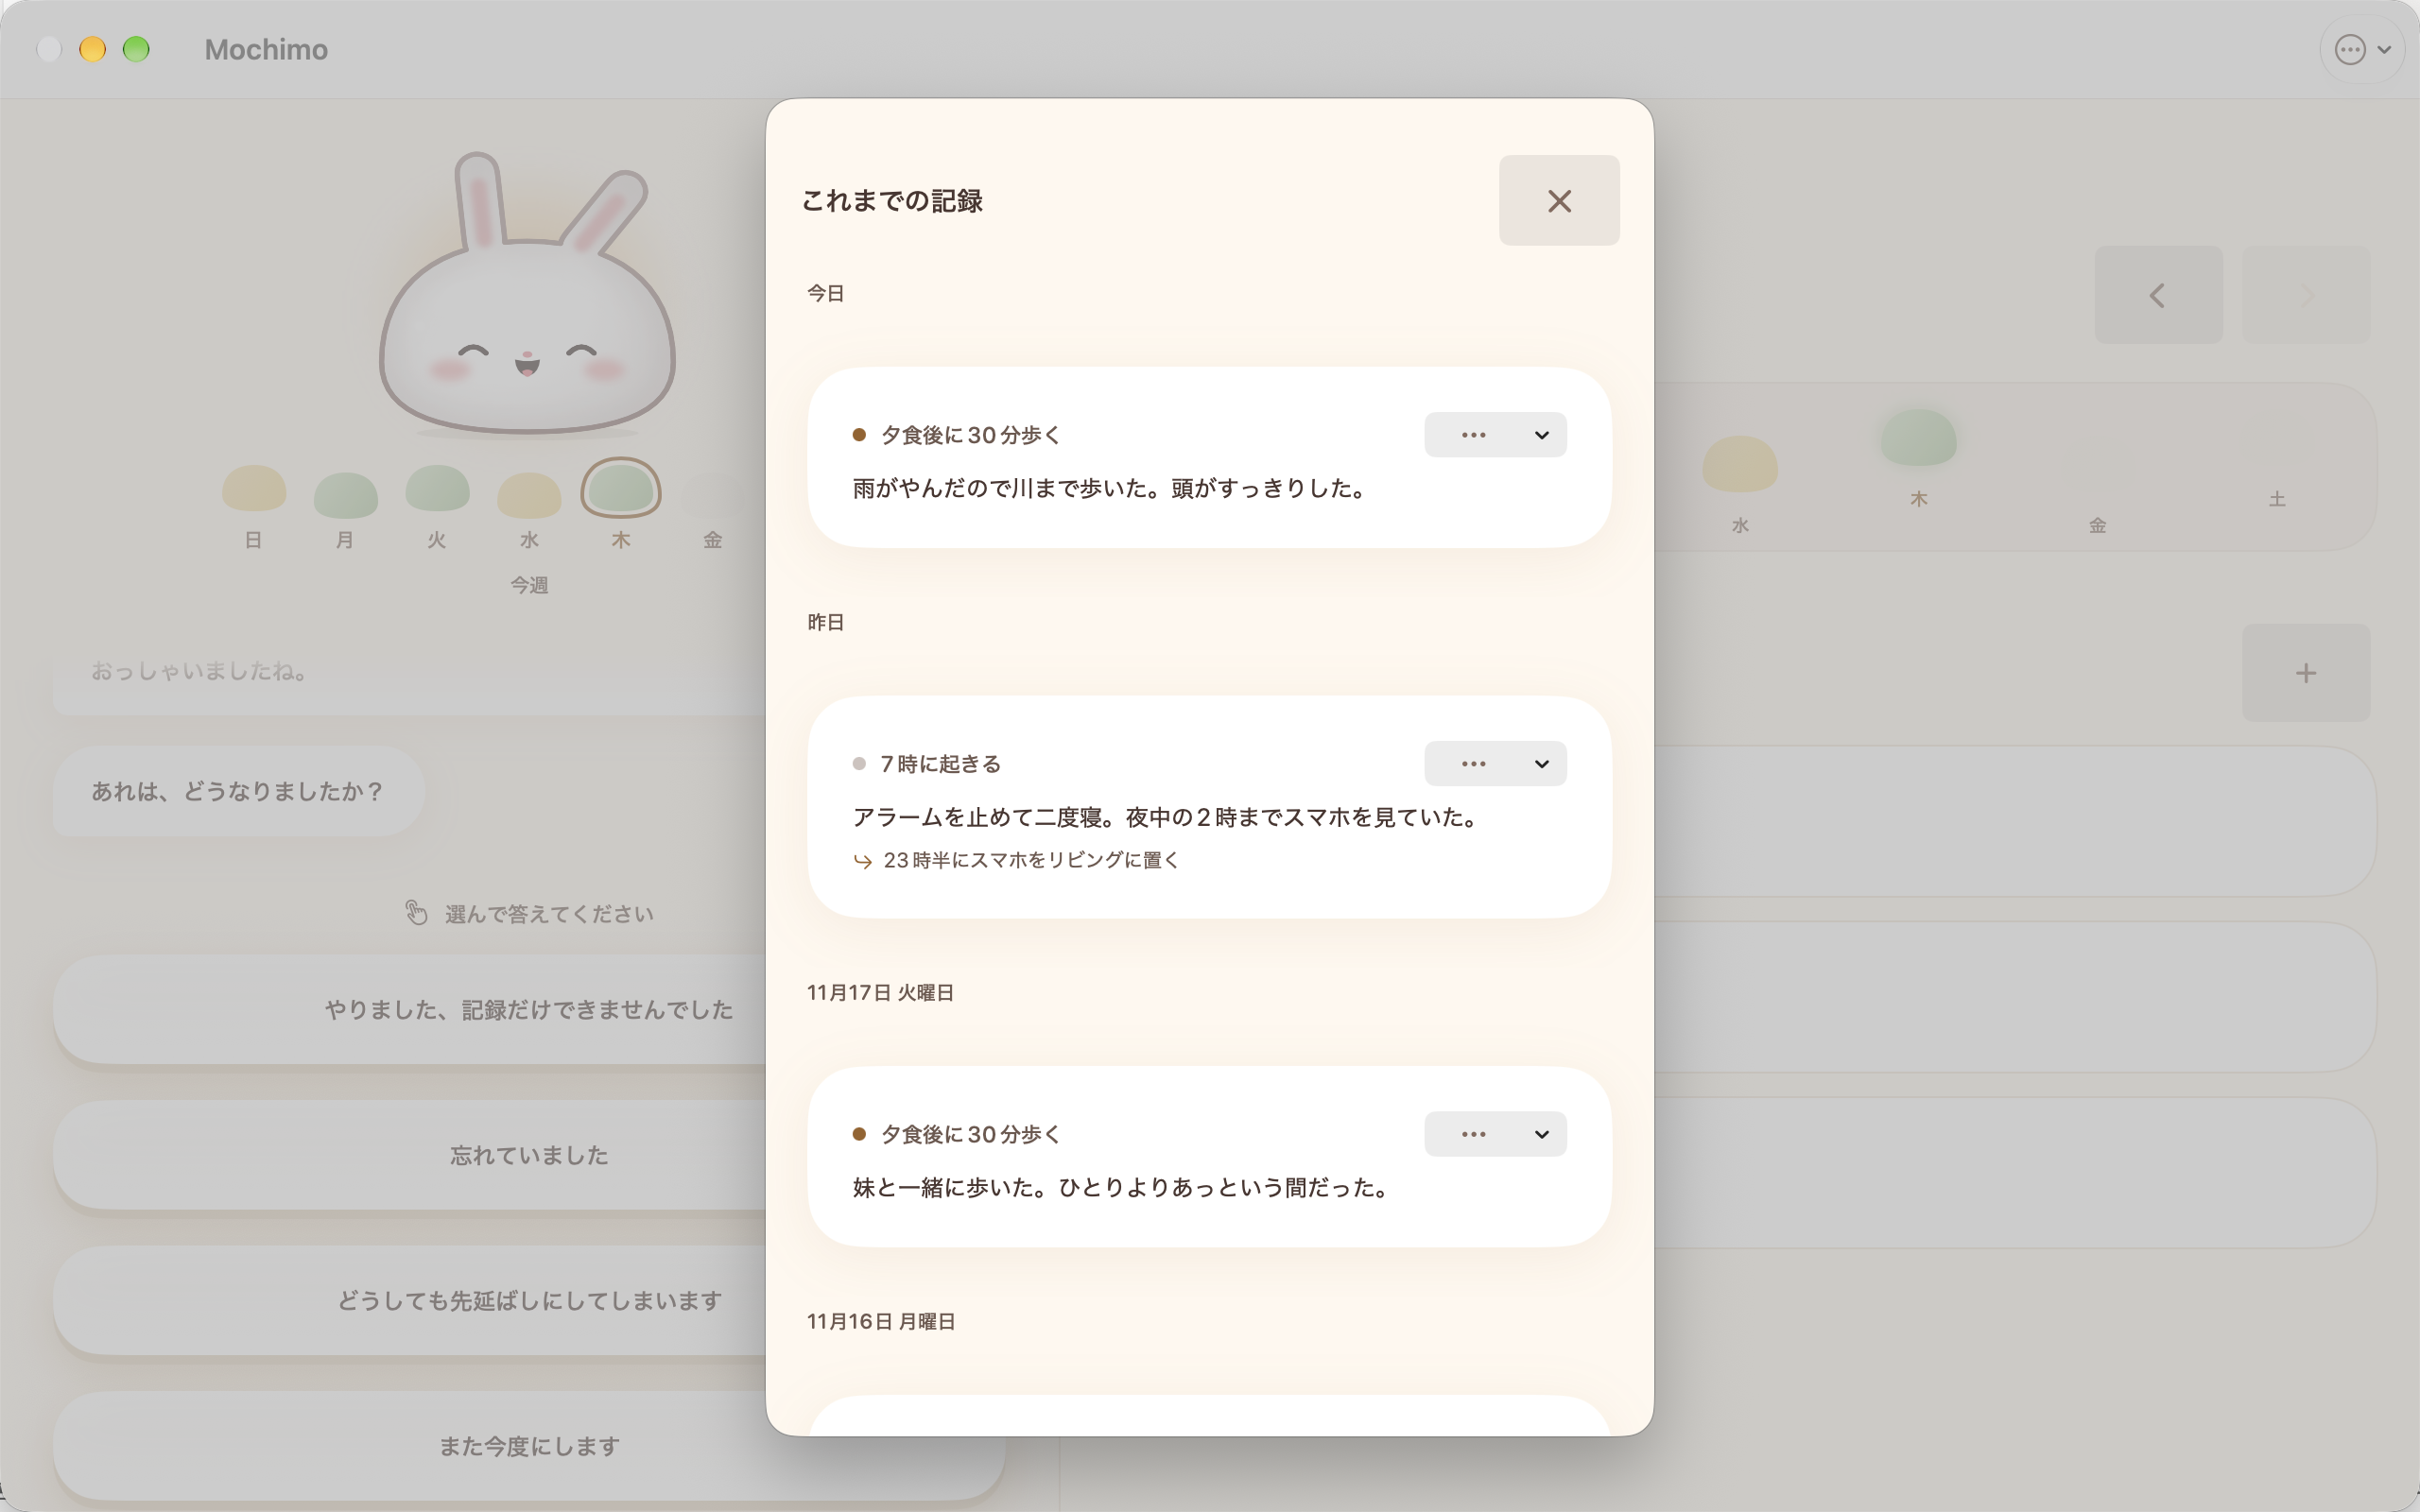 Mochimo
日 月 火 水 木 金
今週
おっしゃいましたね。
あれは、どうなりましたか？
選んで答えてください
やりました、記録だけできませんでした
忘れていました
どうしても先延ばしにしてしまいます
また今度にします
これまでの記録
今日
夕食後に30分歩く
雨がやんだので川まで歩いた。頭がすっきりした。
昨日
7時に起きる
アラームを止めて二度寝。夜中の2時までスマホを見ていた。
23時半にスマホをリビングに置く
11月17日 火曜日
夕食後に30分歩く
妹と一緒に歩いた。ひとりよりあっという間だった。
11月16日 月曜日
水 木 金 土